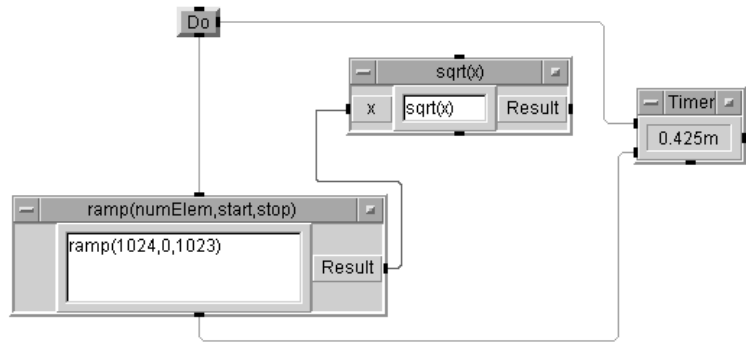 Do
sqrt(x)
x
sqrt(x)
Result
Timer
0.425m
ramp(numElem,start,stop)
ramp(1024,0,1023)
Result